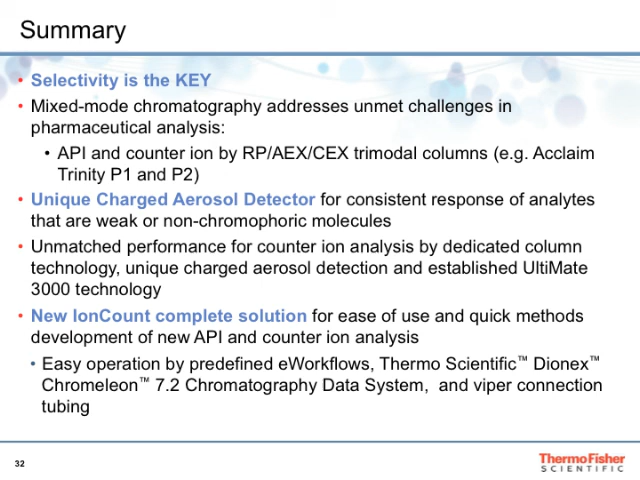 Summary
• Selectivity is the KEY
• Mixed-mode chromatography addresses unmet challenges in
pharmaceutical analysis:
• API and counter ion by RP/AEX/CEX trimodal columns (e.g. Acclaim
Trinity P1 and P2)
• Unique Charged Aerosol Detector for consistent response of analytes
that are weak or non-chromophoric molecules
• Unmatched performance for counter ion analysis by dedicated column
technology, unique charged aerosol detection and established UltiMate
3000 technology
• New IonCount complete solution for ease of use and quick methods
development of new API and counter ion analysis
• Easy operation by predefined eWorkflows, Thermo Scientific™ Dionex™
Chromeleon™ 7.2 Chromatography Data System, and viper connection
tubing
32
ThermoFisher
SCIENTIFIC